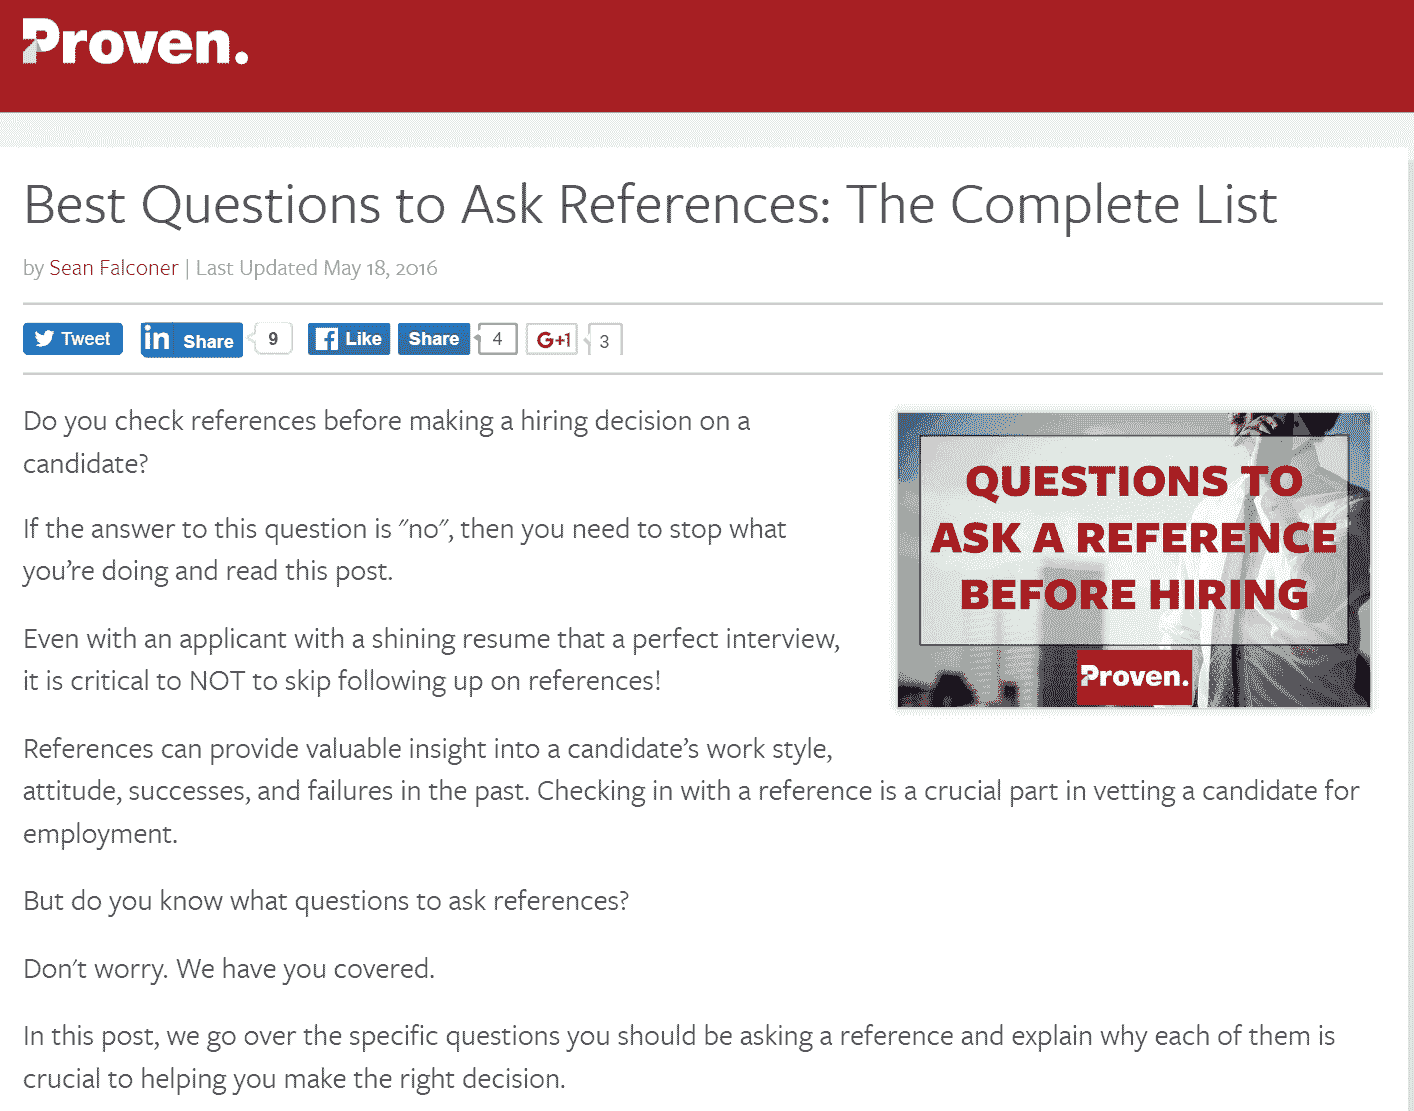 Proven.
Best Questions to Ask References: The Complete List
by Sean Falconer | Last Updated May 18, 2016
Tweet in Share 9 Like Share 4 G+1 3
Do you check references before making a hiring decision on a
candidate?
If the answer to this question is "no", then you need to stop what
you're doing and read this post.
Even with an applicant with a shining resume that a perfect interview,
it is critical to NOT to skip following up on references!
References can provide valuable insight into a candidate's work style,
attitude, successes, and failures in the past. Checking in with a reference is a crucial part in vetting a candidate for
employment.
QUESTIONS TO
ASK A REFERENCE
BEFORE HIRING
Proven.
But do you know what questions to ask references?
Don't worry. We have you covered.
In this post, we go over the specific questions you should be asking a reference and explain why each of them is
crucial to helping you make the right decision.